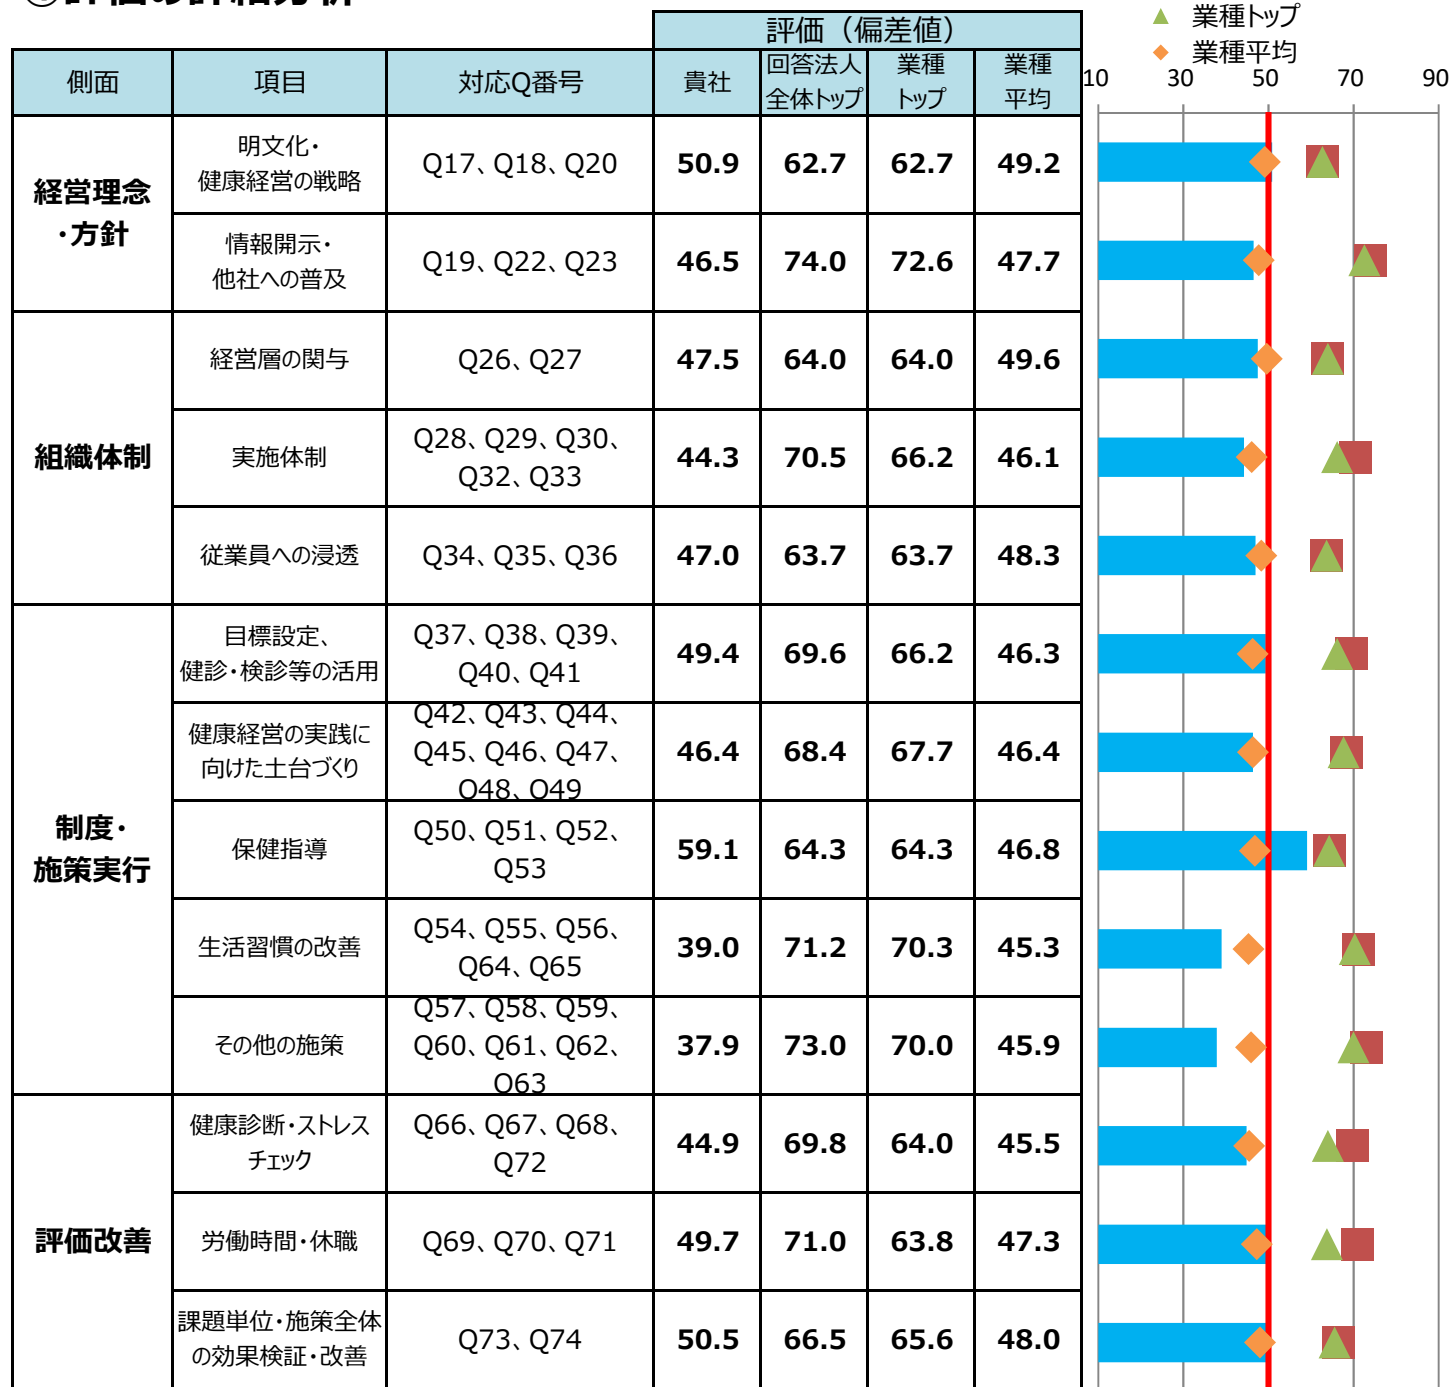 ▲ 業種トップ
◆ 業種平均
10 30 50 70 90
評価（偏差値）
側面 項目 対応Q番号 貴社 回答法人 業種 業種
全体トップ トップ 平均
経営理念
・方針
明文化・
健康経営の戦略
Q17、Q18、Q20 50.9 62.7 62.7 49.2
情報開示・
他社への普及
Q19、Q22、Q23 46.5 74.0 72.6 47.7
組織体制
経営層の関与 Q26、Q27 47.5 64.0 64.0 49.6
実施体制
Q28、Q29、Q30、
Q32、Q33
44.3 70.5 66.2 46.1
従業員への浸透 Q34、Q35、Q36 47.0 63.7 63.7 48.3
制度・
施策実行
目標設定、
健診・検診等の活用
Q37、Q38、Q39、
Q40、Q41
49.4 69.6 66.2 46.3
健康経営の実践に
向けた土台づくり
Q42、Q43、Q44、
Q45、Q46、Q47、
Q48、Q49
46.4 68.4 67.7 46.4
保健指導
Q50、Q51、Q52、
Q53
59.1 64.3 64.3 46.8
生活習慣の改善
Q54、Q55、Q56、
Q64、Q65
39.0 71.2 70.3 45.3
その他の施策
Q57、Q58、Q59、
Q60、Q61、Q62、
Q63
37.9 73.0 70.0 45.9
評価改善
健康診断・ストレス
チェック
Q66、Q67、Q68、
Q72
44.9 69.8 64.0 45.5
労働時間・休職 Q69、Q70、Q71 49.7 71.0 63.8 47.3
課題単位・施策全体
の効果検証・改善
Q73、Q74 50.5 66.5 65.6 48.0